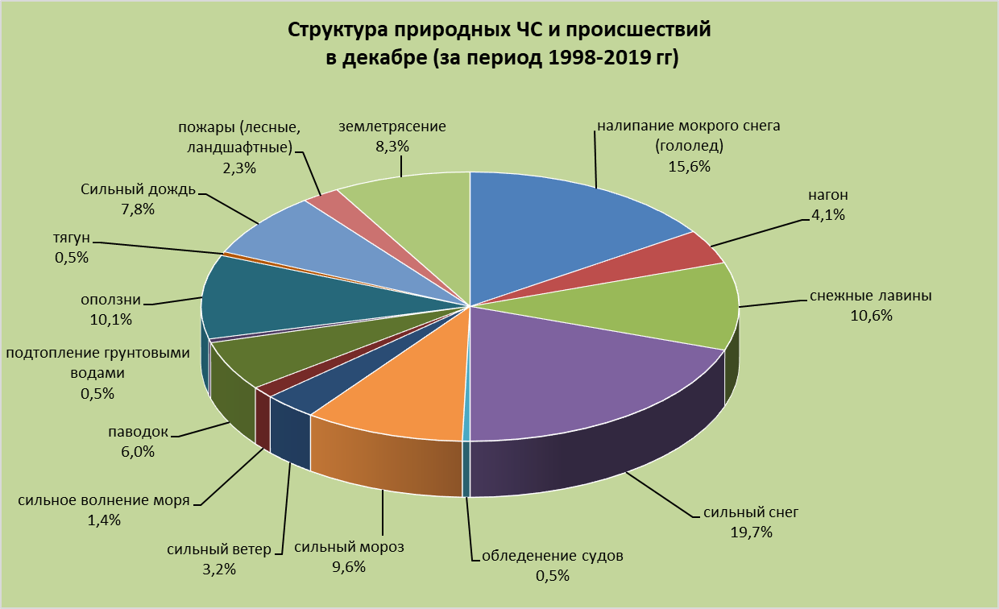 Структура природных ЧС и происшествий
в декабре (за период 1998-2019 гг)
налипание мокрого снега
(гололед)
15,6%
нагон
4,1%
снежные лавины
10,6%
сильный снег
19,7%
обледенение судов
0,5%
сильный мороз
9,6%
сильный ветер
3,2%
сильное волнение моря
1,4%
паводок
6,0%
подтопление грунтовыми
водами
0,5%
оползни
10,1%
тягун
0,5%
Сильный дождь
7,8%
пожары (лесные,
ландшафтные)
2,3%
землетрясение
8,3%